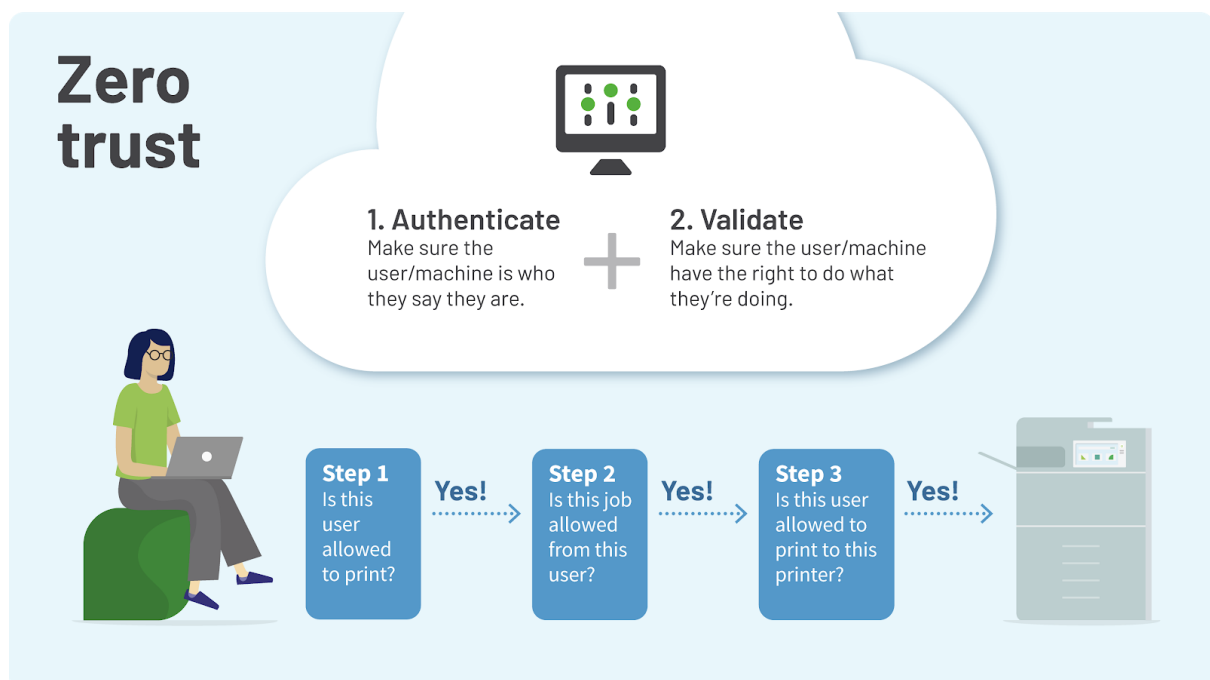 Zero
trust
1. Authenticate
Make sure the
user/machine is who
they say they are.
2. Validate
Make sure the user/machine
have the right to do what
they’re doing.
Step 1
Is this
user
allowed
to print?
Yes!
Step 2
Is this job
allowed
from this
user?
Yes!
Step 3
Is this user
allowed to
print to this
printer?
Yes!